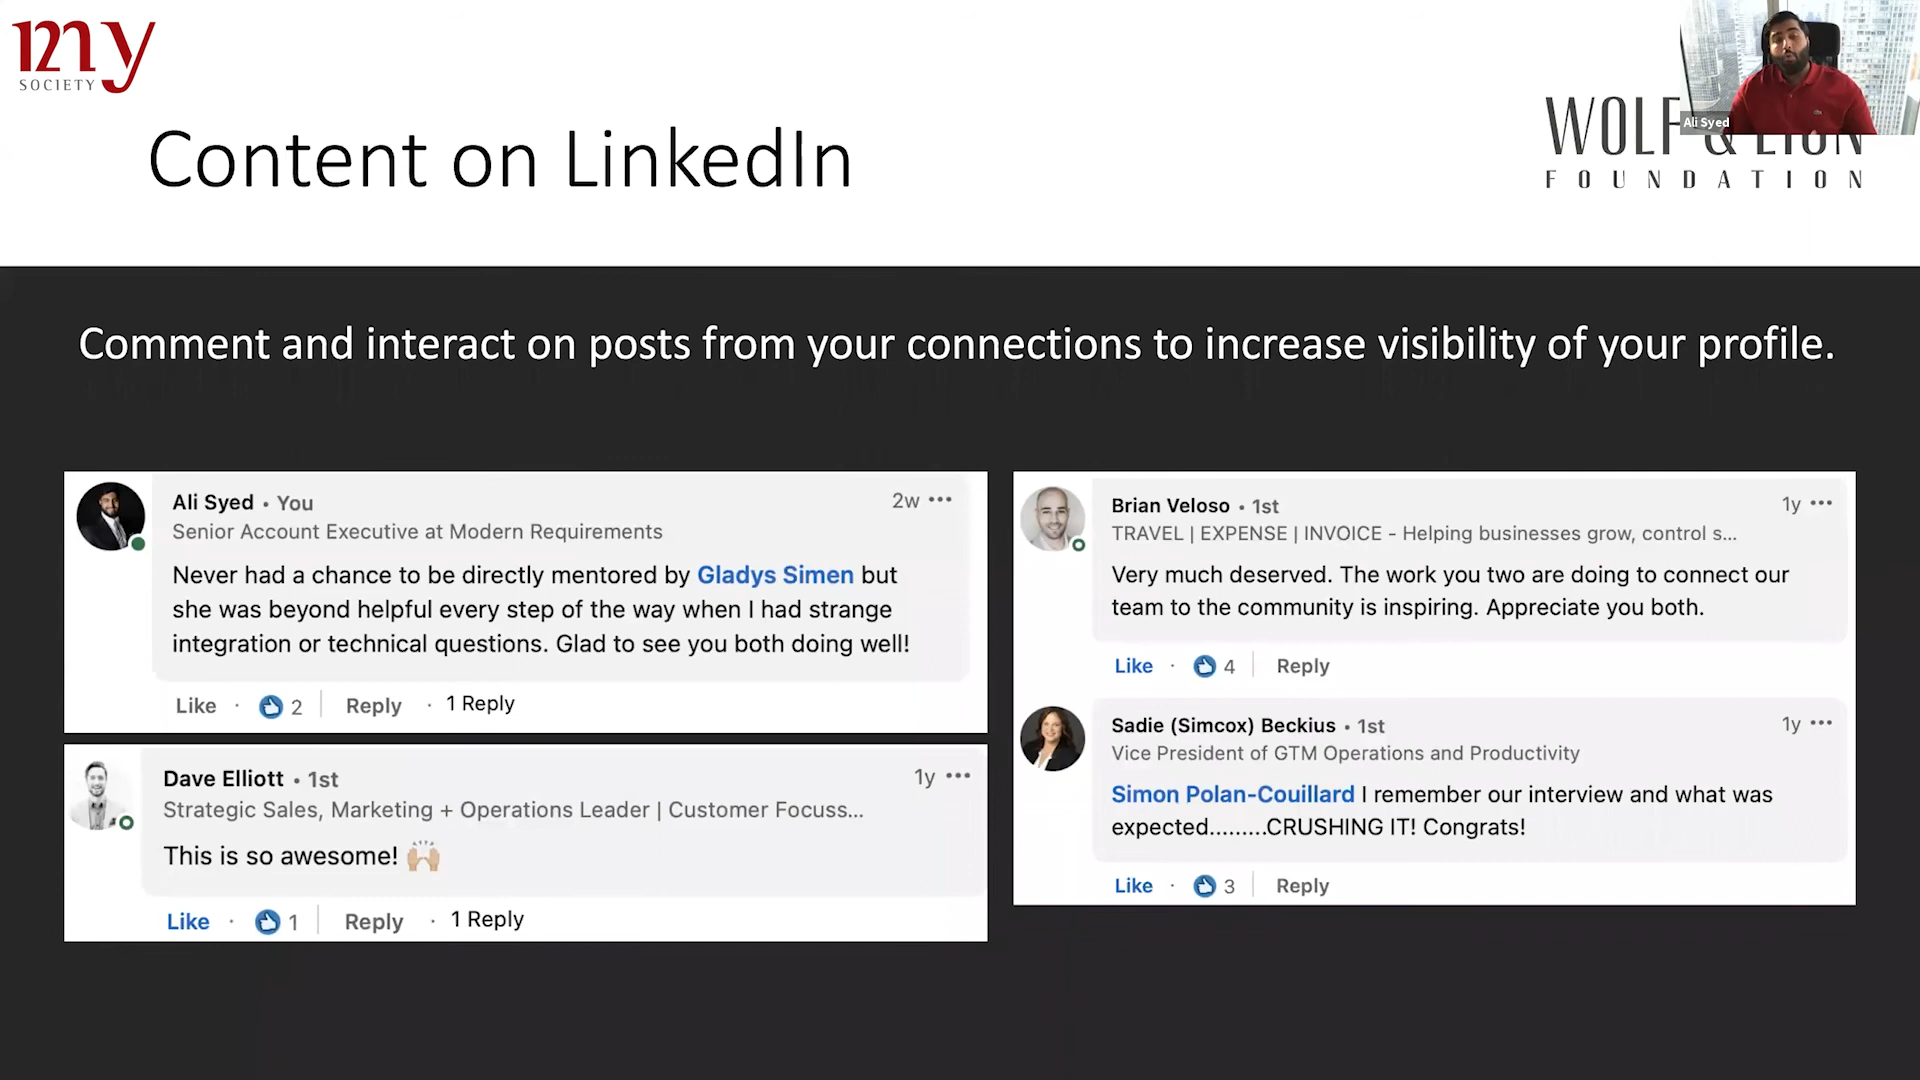 my
SOCIETY
Content on LinkedIn
Ali Syed
WOLF & LION
FOUNDATION
Comment and interact on posts from your connections to increase visibility of your profile.
Ali Syed • You 2w •••
Senior Account Executive at Modern Requirements
Never had a chance to be directly mentored by Gladys Simen but
she was beyond helpful every step of the way when I had strange
integration or technical questions. Glad to see you both doing well!
Like · 2 | Reply · 1 Reply
Dave Elliott • 1st 1y •••
Strategic Sales, Marketing + Operations Leader | Customer Focuss...
This is so awesome! 🙌🏼
Like · 1 | Reply · 1 Reply
Brian Veloso • 1st 1y •••
TRAVEL | EXPENSE | INVOICE - Helping businesses grow, control s...
Very much deserved. The work you two are doing to connect our
team to the community is inspiring. Appreciate you both.
Like · 4 | Reply
Sadie (Simcox) Beckius • 1st 1y •••
Vice President of GTM Operations and Productivity
Simon Polan-Couillard I remember our interview and what was
expected.........CRUSHING IT! Congrats!
Like · 3 | Reply